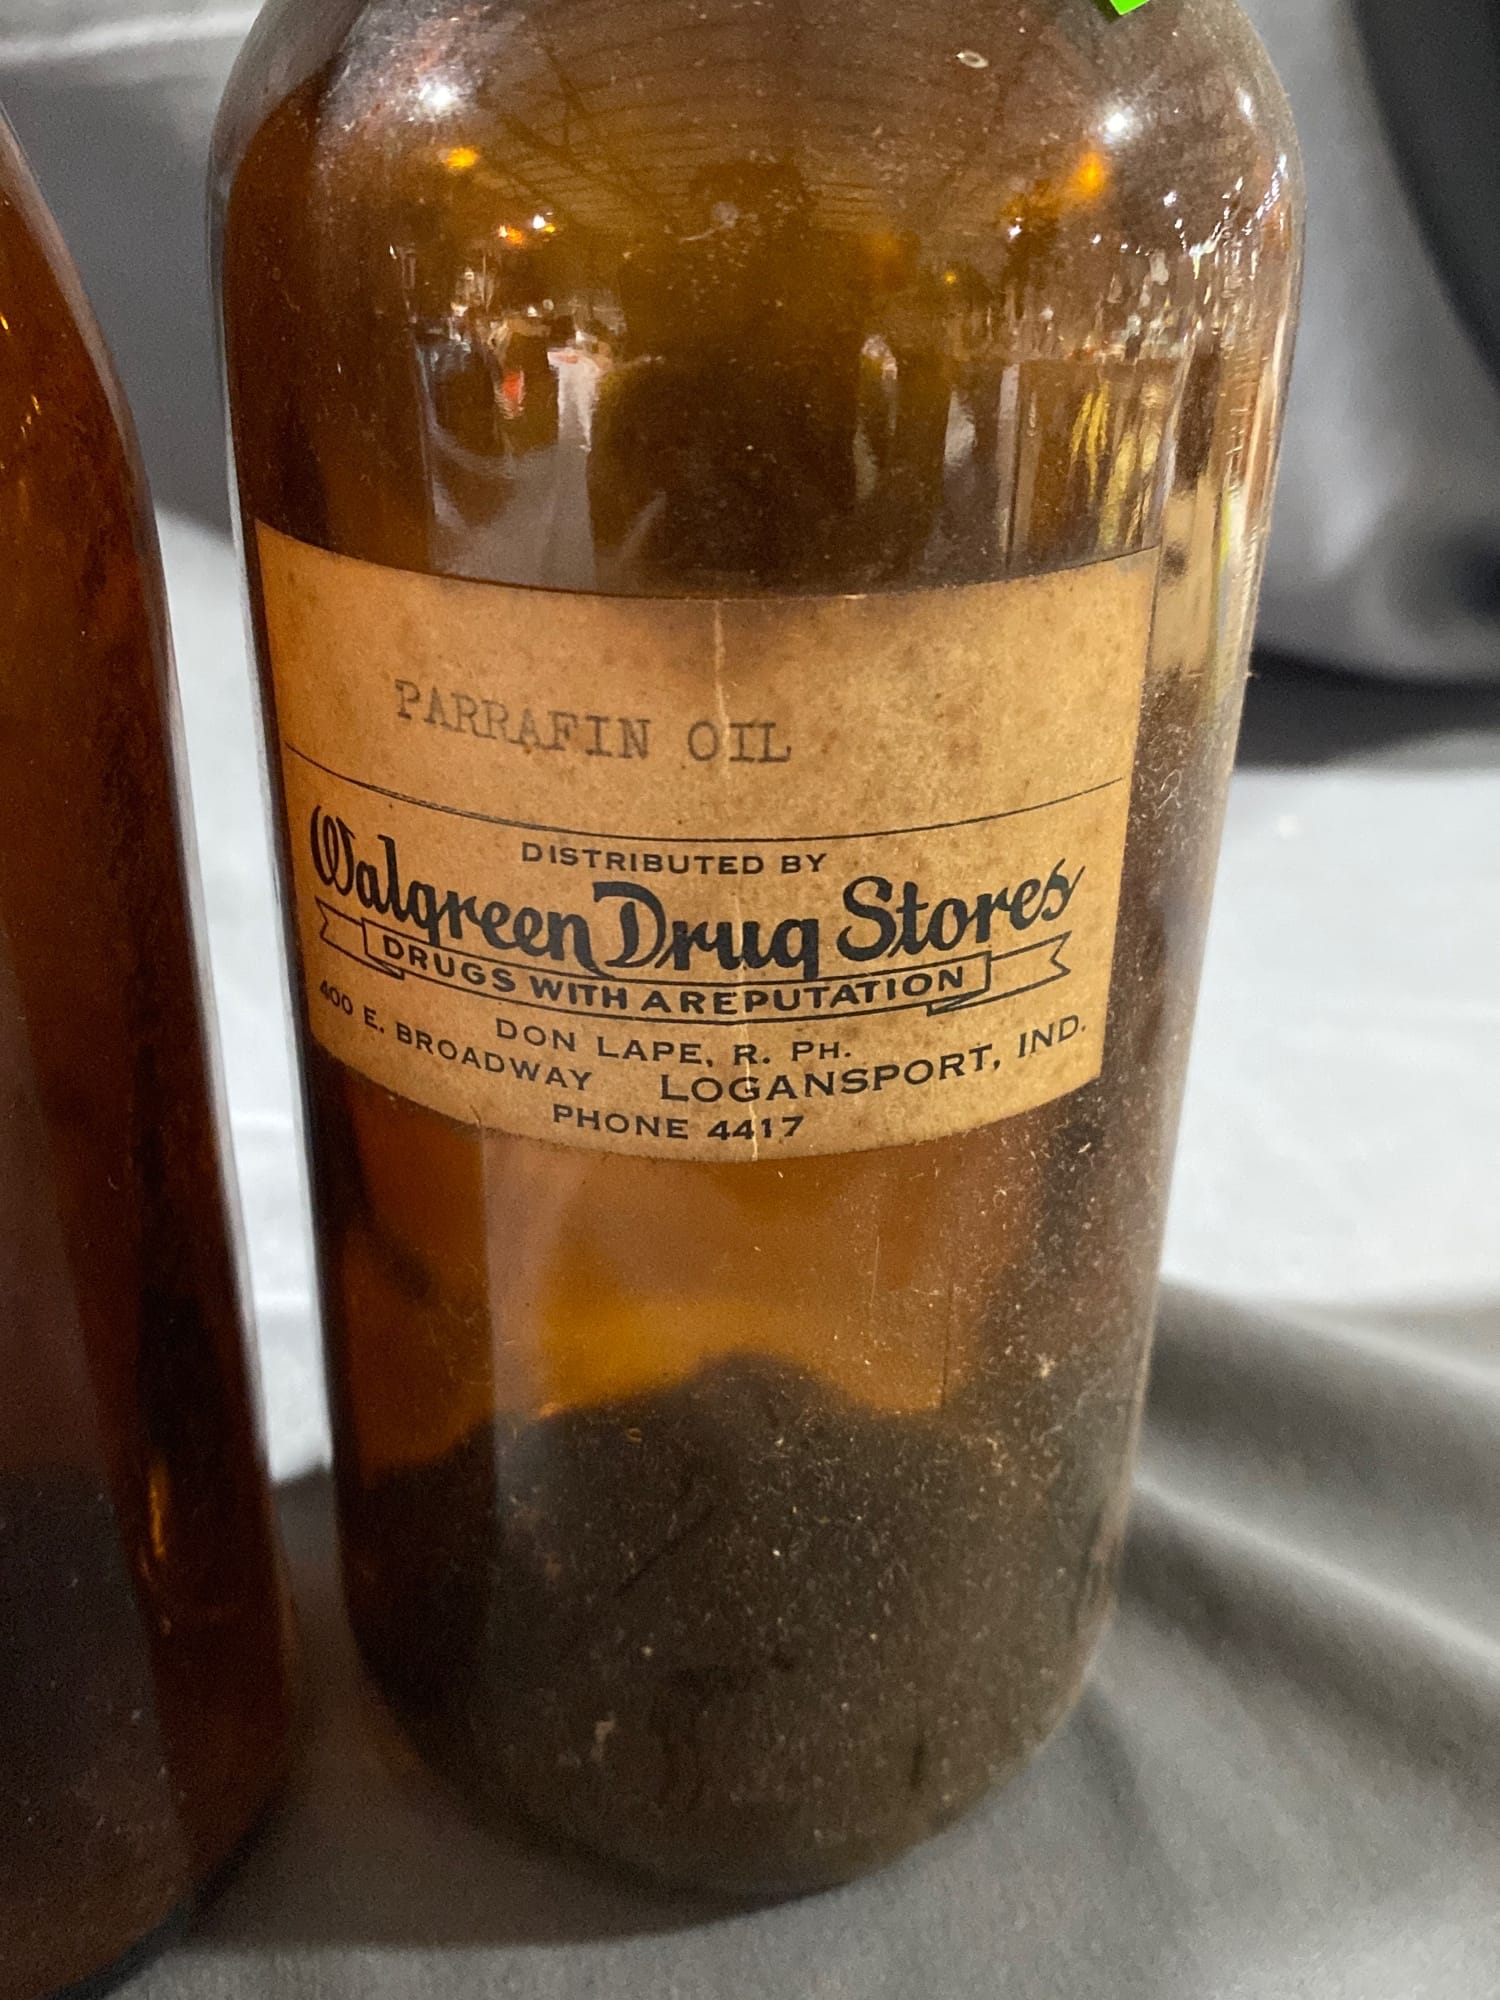 PARRAFIN OIL
DISTRIBUTED BY
Walgreen Drug Stores
DRUGS WITH A REPUTATION
DON LAPE, R. PH.
400 E. BROADWAY LOGANSPORT, IND.
PHONE 4417